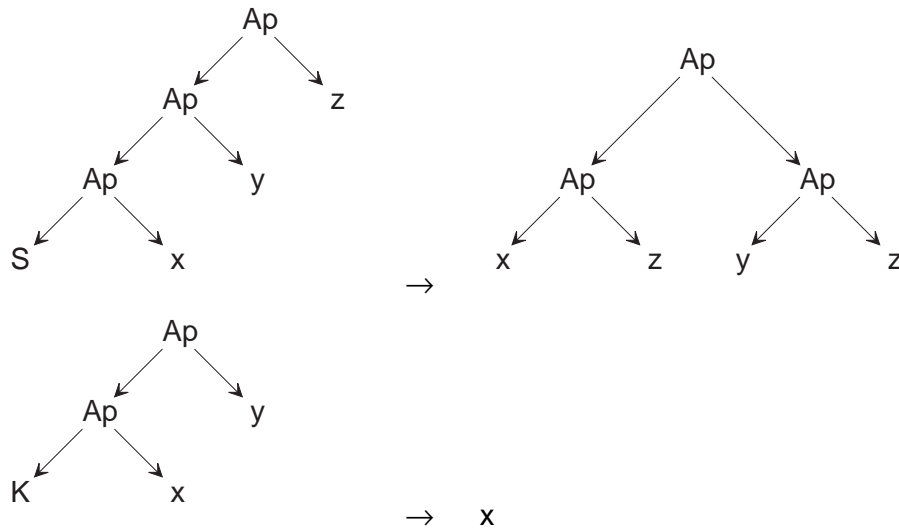 Ap
Ap
Ap z
Ap y Ap Ap
S x → x z y z
Ap
Ap y
K x → x